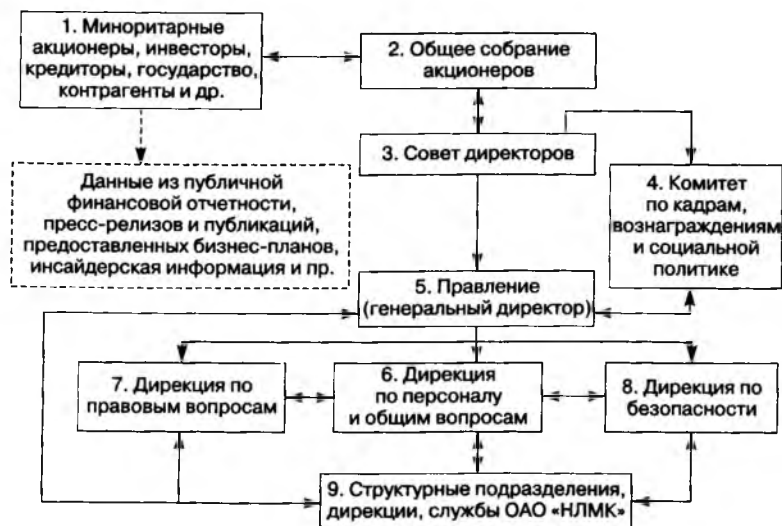 1. Миноритарные
акционеры, инвесторы,
кредиторы, государство,
контрагенты и др.
2. Общее собрание
акционеров
3. Совет директоров
Данные из публичной
финансовой отчетности,
пресс-релизов и публикаций,
предоставленных бизнес-планов,
инсайдерская информация и пр.
4. Комитет
по кадрам,
вознаграждениям
и социальной
политике
5. Правление
(генеральный директор)
7. Дирекция по
правовым вопросам
6. Дирекция
по персоналу
и общим вопросам
8. Дирекция по
безопасности
9. Структурные подразделения,
дирекции, службы ОАО «НЛМК»